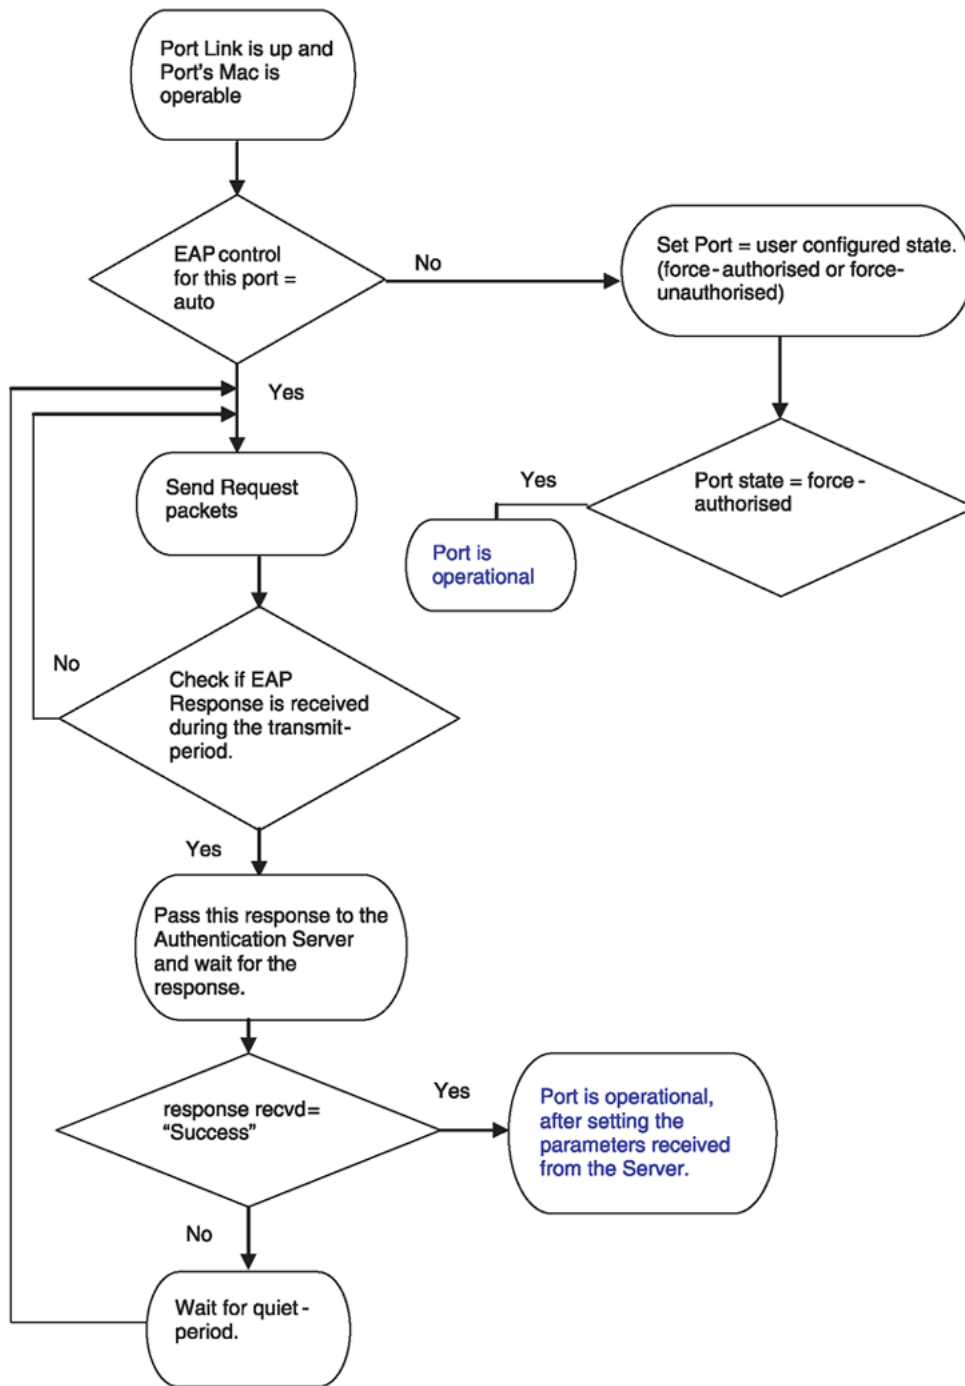 Port Link is up and
Port's Mac is
operable
EAP control
for this port =
auto
No
Set Port = user configured state.
(force-authorised or force-
unauthorised)
Yes
Send Request
packets
Yes
Port state = force-
authorised
Port is
operational
No
Check if EAP
Response is received
during the transmit-
period.
Yes
Pass this response to the
Authentication Server
and wait for the
response.
response recvd=
“Success”
Yes
Port is operational,
after setting the
parameters received
from the Server.
No
Wait for quiet-
period.